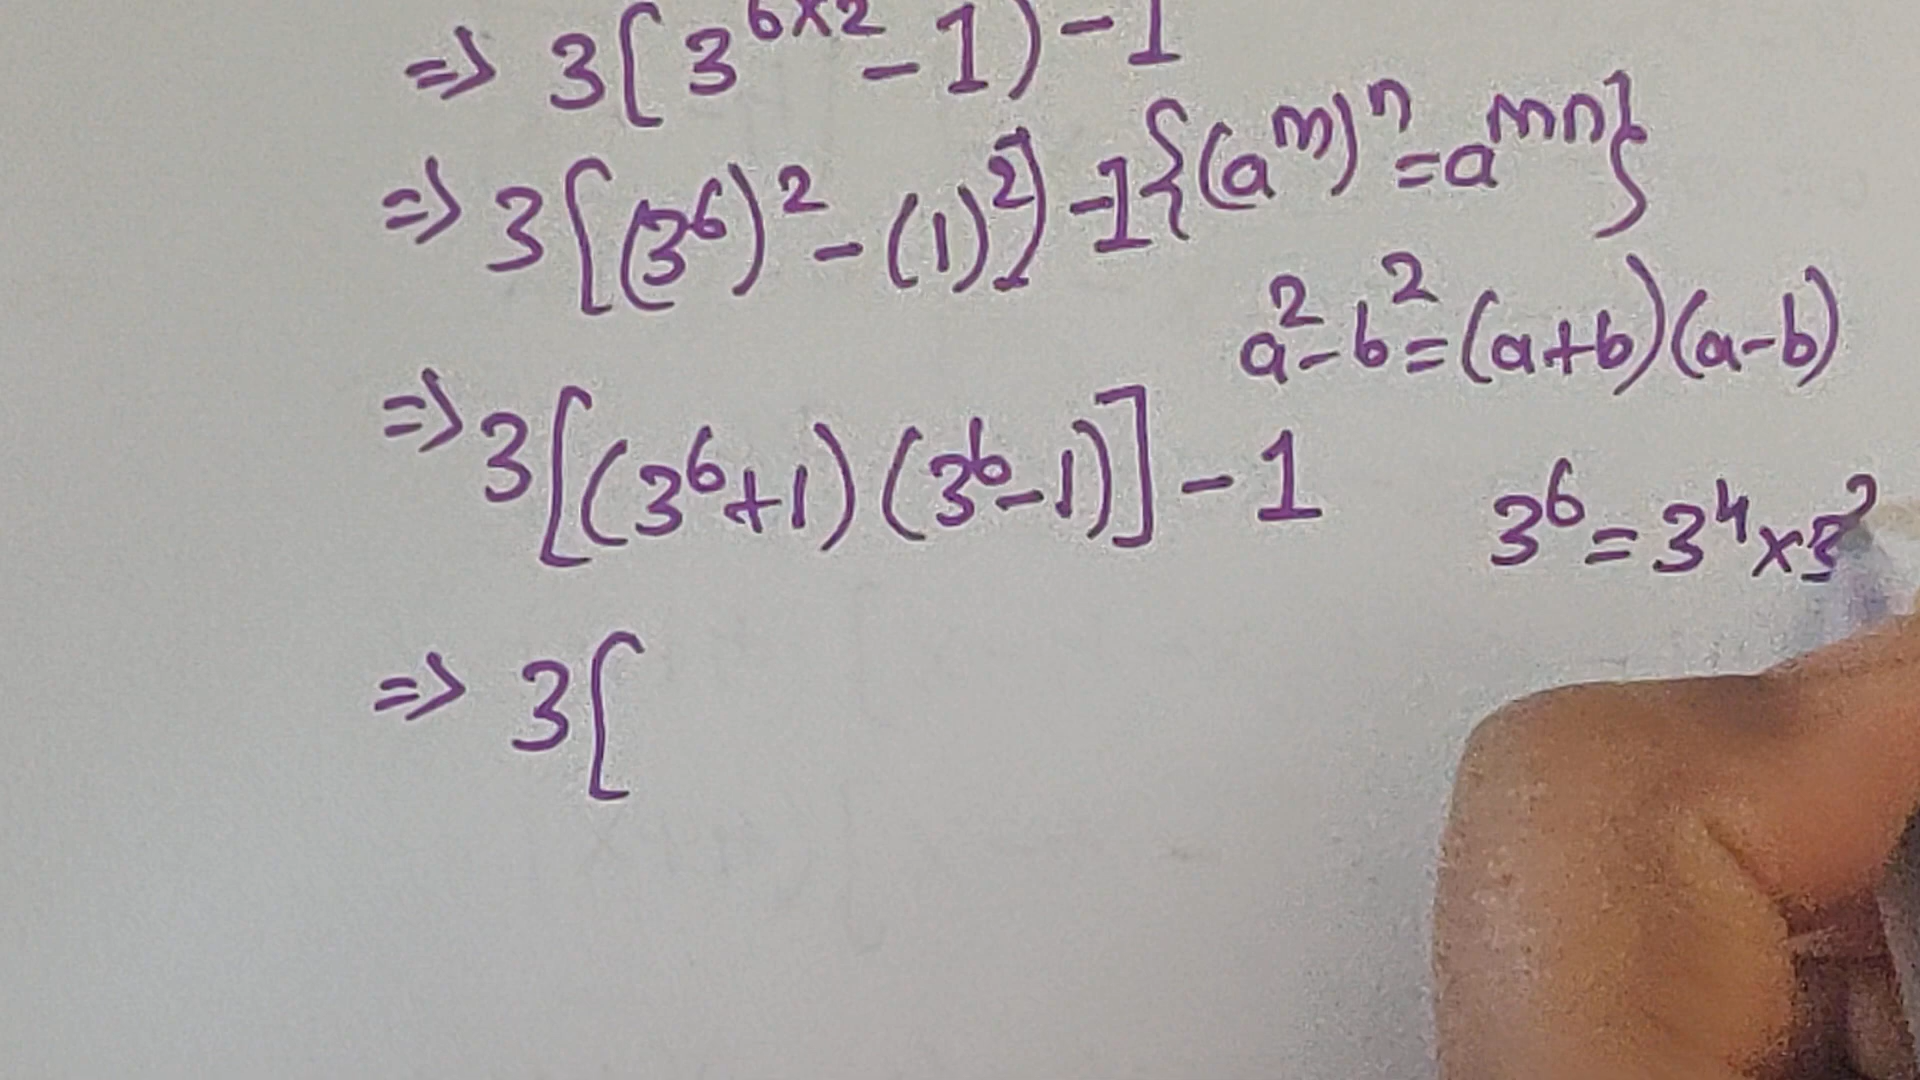 ⇒ 3[3^{6×2} - 1) - 1
⇒ 3[(3^6)^2 - (1)^2] - 1 {(a^m)^n = a^{mn}}
a^2 - b^2 = (a+b)(a-b)
⇒ 3[(3^6+1)(3^6-1)] - 1
3^6 = 3^4 × 3^2
⇒ 3[